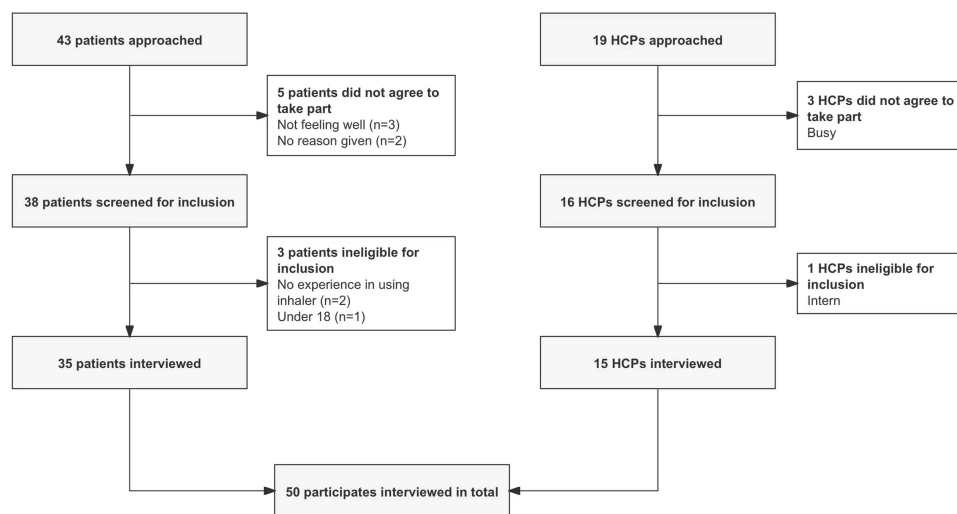 43 patients approached
19 HCPs approached
5 patients did not agree to
take part
Not feeling well (n=3)
No reason given (n=2)
3 HCPs did not agree to
take part
Busy
38 patients screened for inclusion
16 HCPs screened for inclusion
3 patients ineligible for
inclusion
No experience in using
inhaler (n=2)
Under 18 (n=1)
1 HCPs ineligible for
inclusion
Intern
35 patients interviewed
15 HCPs interviewed
50 participates interviewed in total